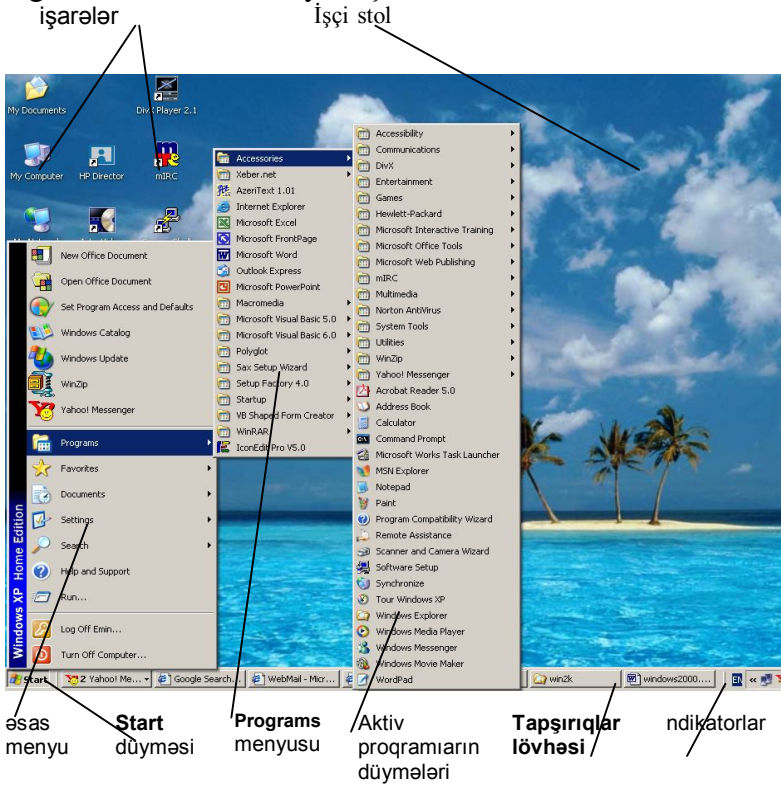 işarələr
İşçi stol
My Documents
DivX Player 2.1
My Computer
HP Director
mIRC
New Office Document
Open Office Document
Set Program Access and Defaults
Windows Catalog
Windows Update
WinZip
Yahoo! Messenger
Programs
Favorites
Documents
Settings
Search
Help and Support
Run...
Log Off Emin...
Turn Off Computer...
Windows XP Home Edition
Accessories
Xeber.net
AzeriText 1.01
Internet Explorer
Microsoft Excel
Microsoft FrontPage
Microsoft Word
Outlook Express
Microsoft PowerPoint
Macromedia
Microsoft Visual Basic 5.0
Microsoft Visual Basic 6.0
Polyglot
Sax Setup Wizard
Setup Factory 4.0
Startup
VB Shaped Form Creator
WinRAR
IconEdit Pro V5.0
Accessibility
Communications
DivX
Entertainment
Games
Hewlett-Packard
Microsoft Interactive Training
Microsoft Office Tools
Microsoft Web Publishing
mIRC
Multimedia
Norton AntiVirus
System Tools
Utilities
WinZip
Yahoo! Messenger
Acrobat Reader 5.0
Address Book
Calculator
Command Prompt
Microsoft Works Task Launcher
MSN Explorer
Notepad
Paint
Program Compatibility Wizard
Remote Assistance
Scanner and Camera Wizard
Software Setup
Synchronize
Tour Windows XP
Windows Explorer
Windows Media Player
Windows Messenger
Windows Movie Maker
WordPad
Start
2 Yahoo! Me...
Google Search...
WebMail - Micr...
win2k
windows2000....
EN
əsas menyu
Start düyməsi
Programs menyusu
Aktiv proqramıarın düymələri
Tapşırıqlar lövhəsi
ndikatorlar